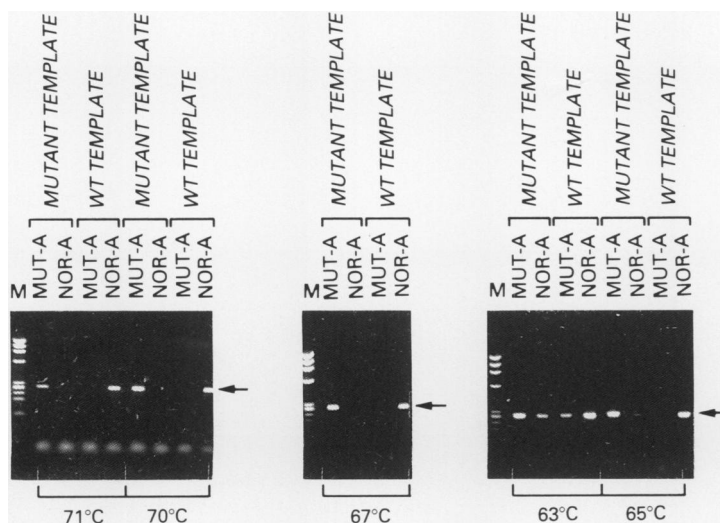 MUTANT TEMPLATE
WT TEMPLATE
MUTANT TEMPLATE
WT TEMPLATE
MUTANT TEMPLATE
WT TEMPLATE
MUTANT TEMPLATE
WT TEMPLATE
MUTANT TEMPLATE
WT TEMPLATE
M MUT-A NOR-A MUT-A NOR-A MUT-A NOR-A MUT-A NOR-A
M MUT-A NOR-A MUT-A NOR-A
M MUT-A NOR-A MUT-A NOR-A MUT-A NOR-A MUT-A NOR-A
71°C 70°C
67°C
63°C 65°C